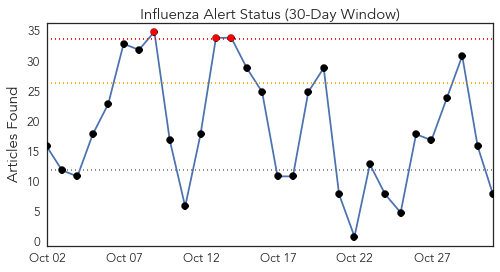 Influenza Alert Status (30-Day Window)
Articles Found
35
30
25
20
15
10
5
0
Oct 02 Oct 07 Oct 12 Oct 17 Oct 22 Oct 27